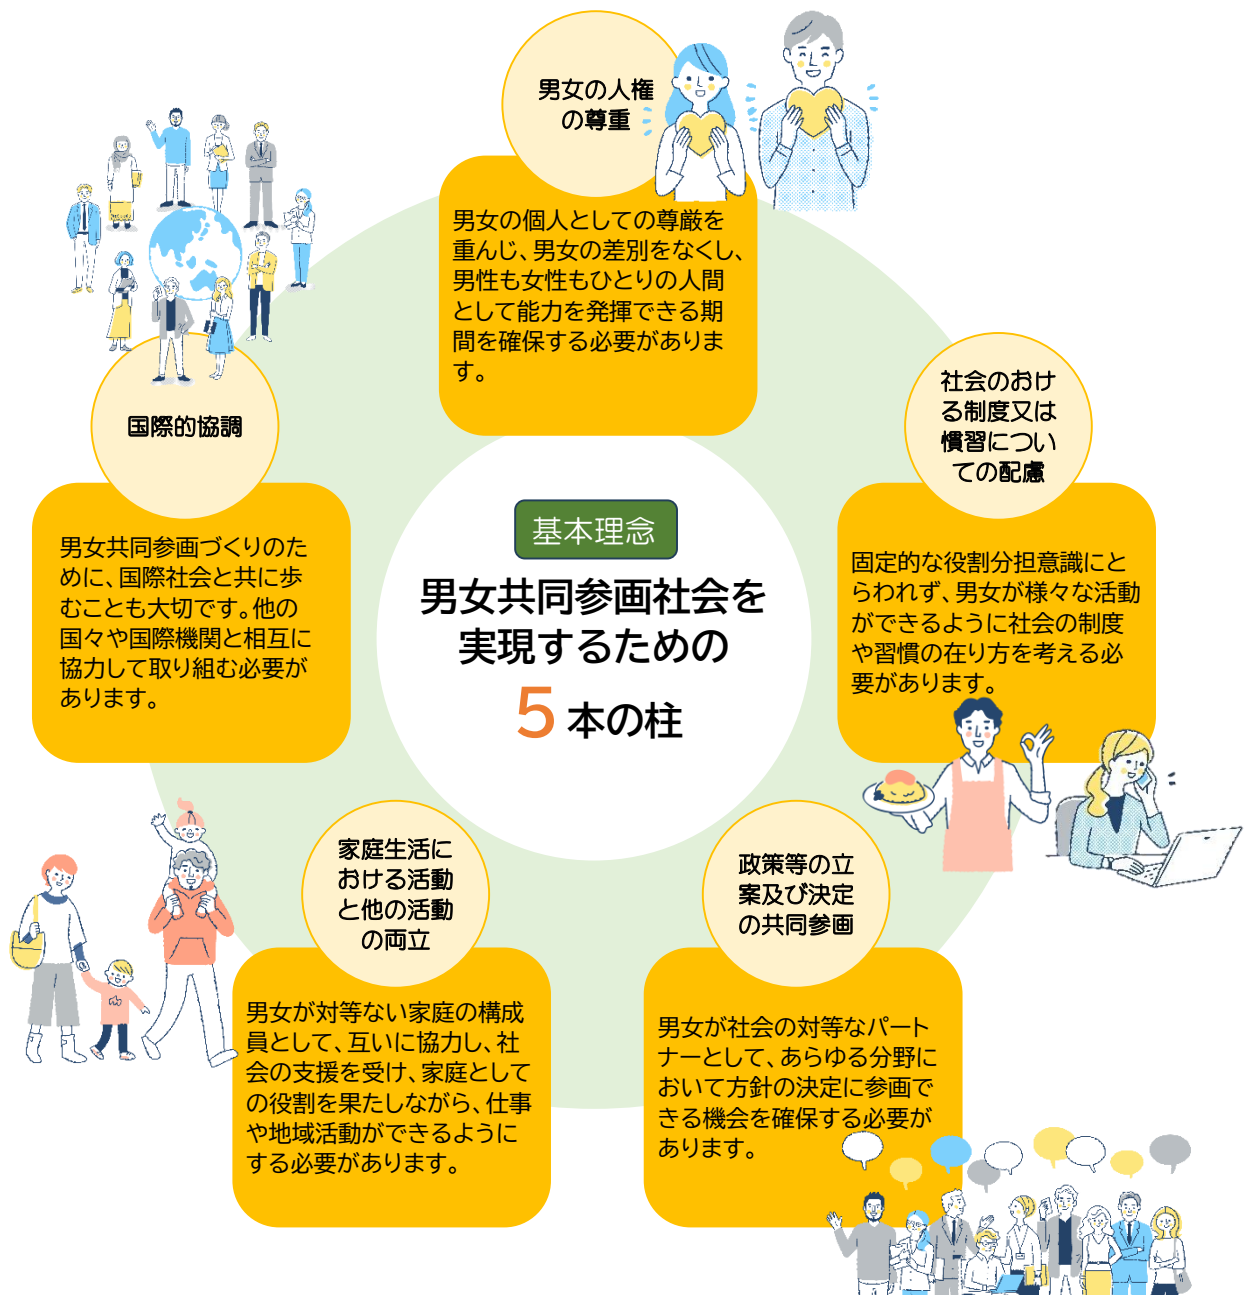 男女の人権
の尊重
男女の個人としての尊厳を
重んじ、男女の差別をなくし、
男性も女性もひとりの人間
として能力を発揮できる期
間を確保する必要がありま
す。
社会のおけ
る制度又は
慣習につい
ての配慮
固定的な役割分担意識にと
らわれず、男女が様々な活動
ができるように社会の制度
や習慣の在り方を考える必
要があります。
政策等の立
案及び決定
の共同参画
男女が社会の対等なパート
ナーとして、あらゆる分野に
おいて方針の決定に参画で
きる機会を確保する必要が
あります。
家庭生活に
おける活動
と他の活動
の両立
男女が対等ない家庭の構成
員として、互いに協力し、社
会の支援を受け、家庭として
の役割を果たしながら、仕事
や地域活動ができるように
する必要があります。
国際的協調
男女共同参画づくりのた
めに、国際社会と共に歩
むことも大切です。他の
国々や国際機関と相互に
協力して取り組む必要が
あります。
基本理念
男女共同参画社会を
実現するための
5本の柱